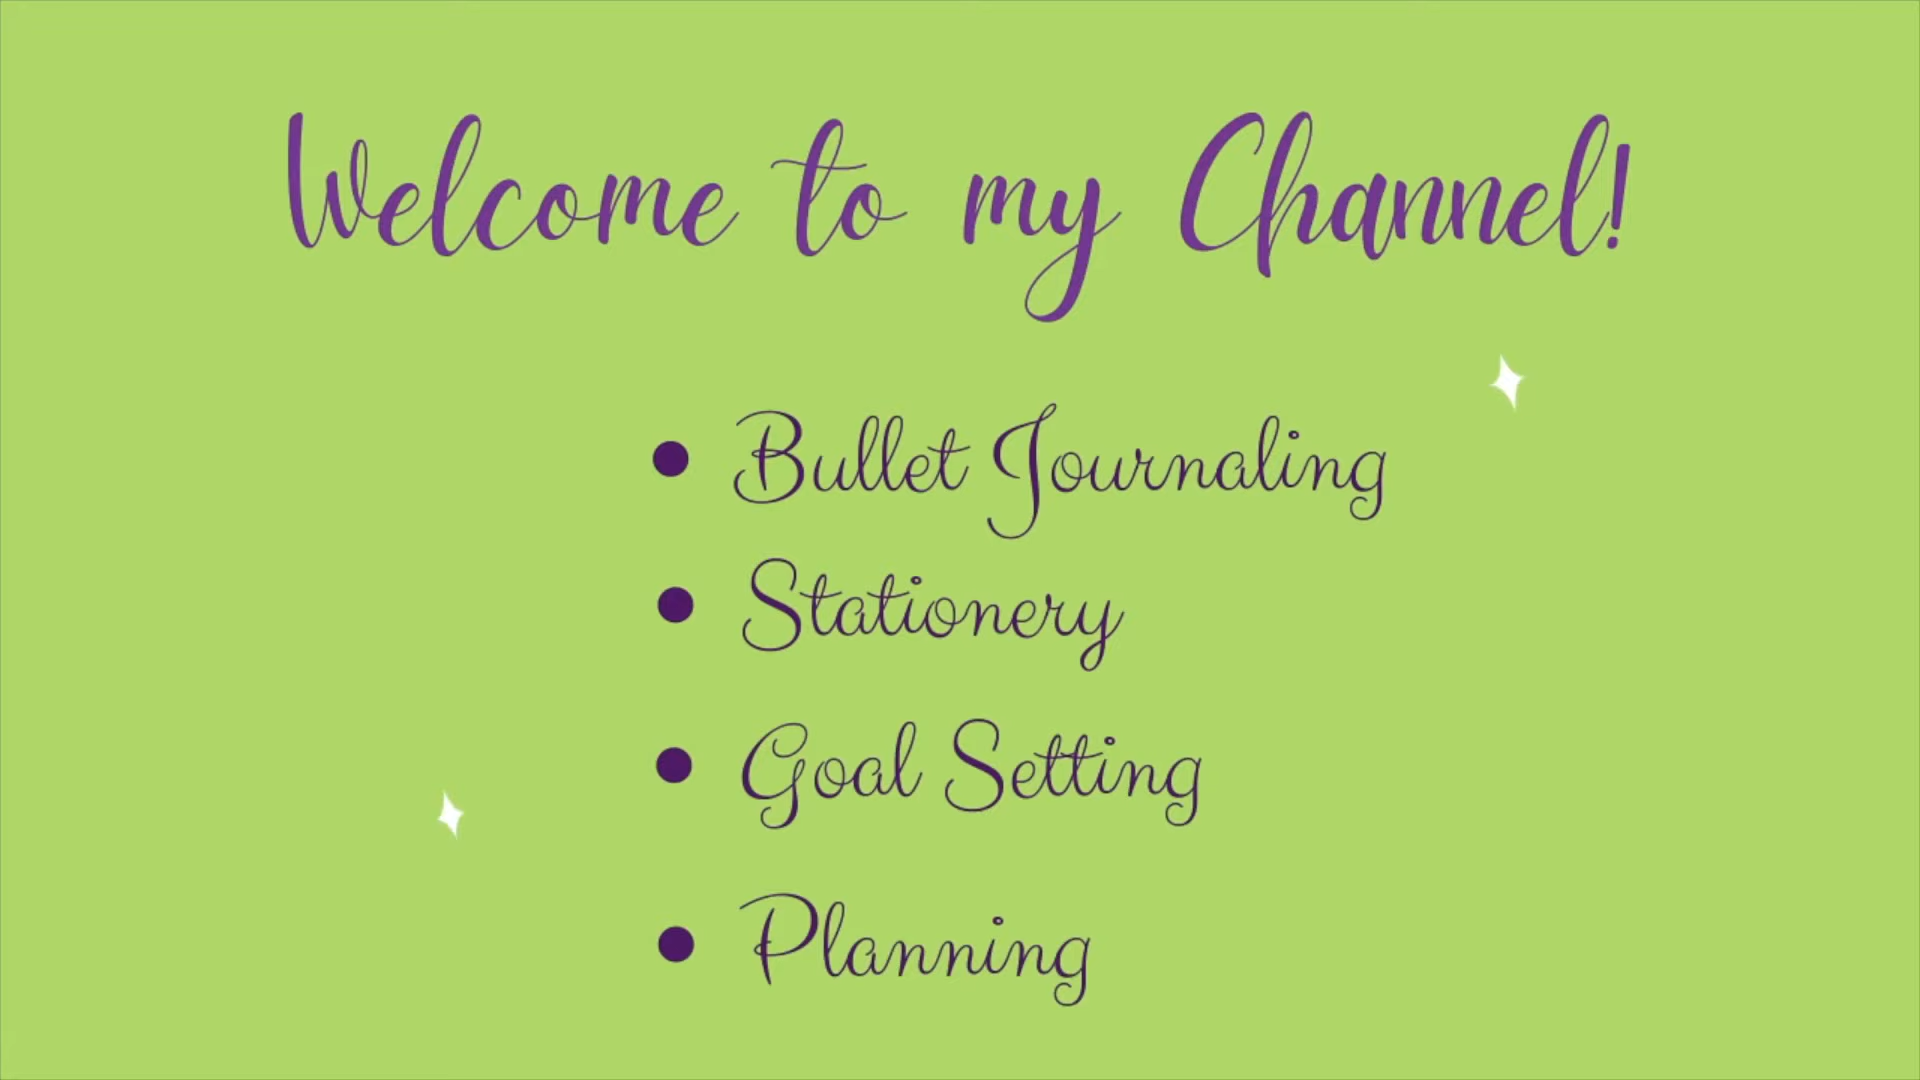 Welcome to my Channel!
• Bullet Journaling
• Stationery
• Goal Setting
• Planning